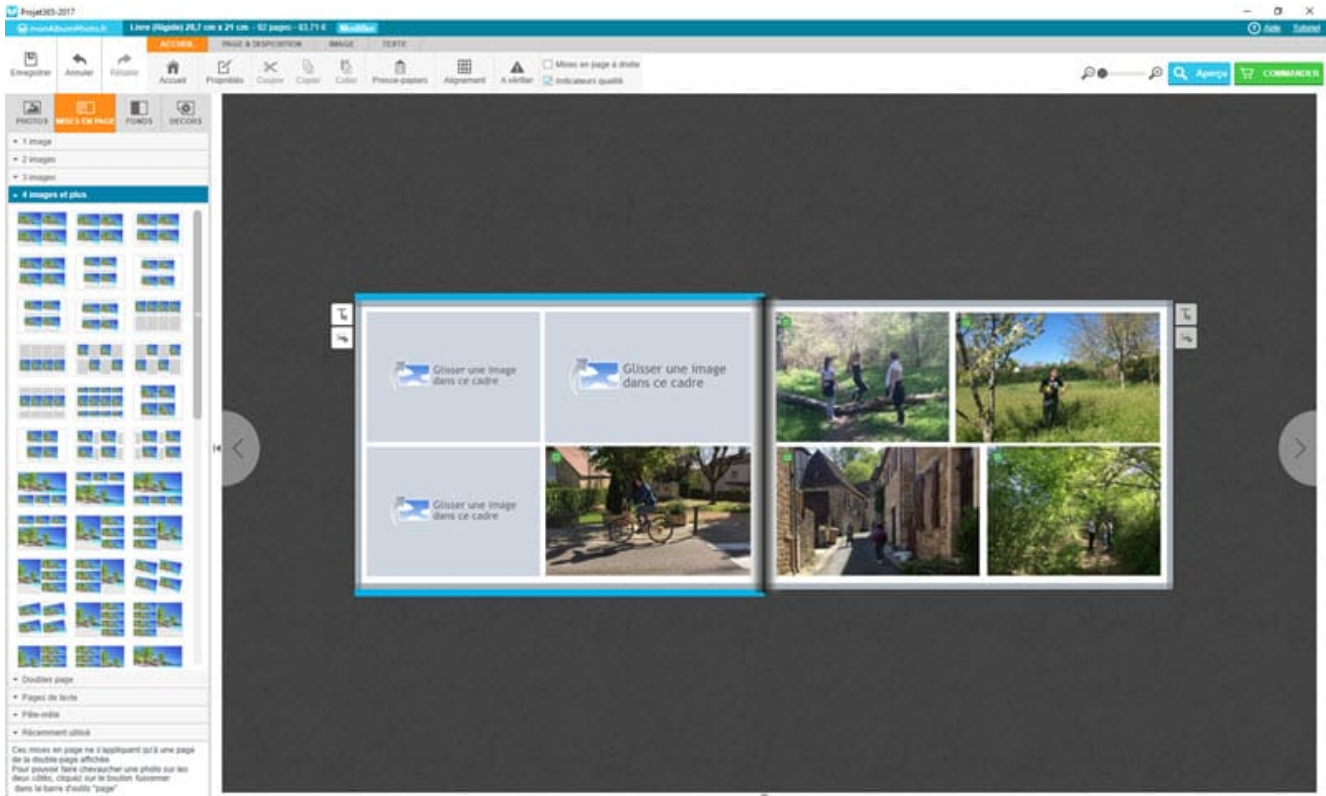 Projet365-2017
monAlbumPhoto.fr Livre (Rigide) 28,7 cm x 21 cm - 92 pages - 83,71 € Modifier Aide Tutoriel
ACCUEIL PAGE & DISPOSITION IMAGE TEXTE
Enregistrer Annuler Rétablir Accueil Propriétés Couper Copier Coller Presse-papiers Alignement A vérifier
Mises en page à droite
Indicateurs qualité
Aperçu COMMANDER
PHOTOS MISES EN PAGE FONDS DECORS
1 image
2 images
3 images
4 images et plus
Glisser une image
dans ce cadre
Glisser une image
dans ce cadre
Glisser une image
dans ce cadre
Doubles page
Pages de texte
Pêle-mêle
Récemment utilisé
Ces mises en page ne s'appliquent qu'à une page
de la double-page affichée
Pour pouvoir faire chevaucher une photo sur les
deux côtés, cliquez sur le bouton fusionner
dans la barre d'outils "page"